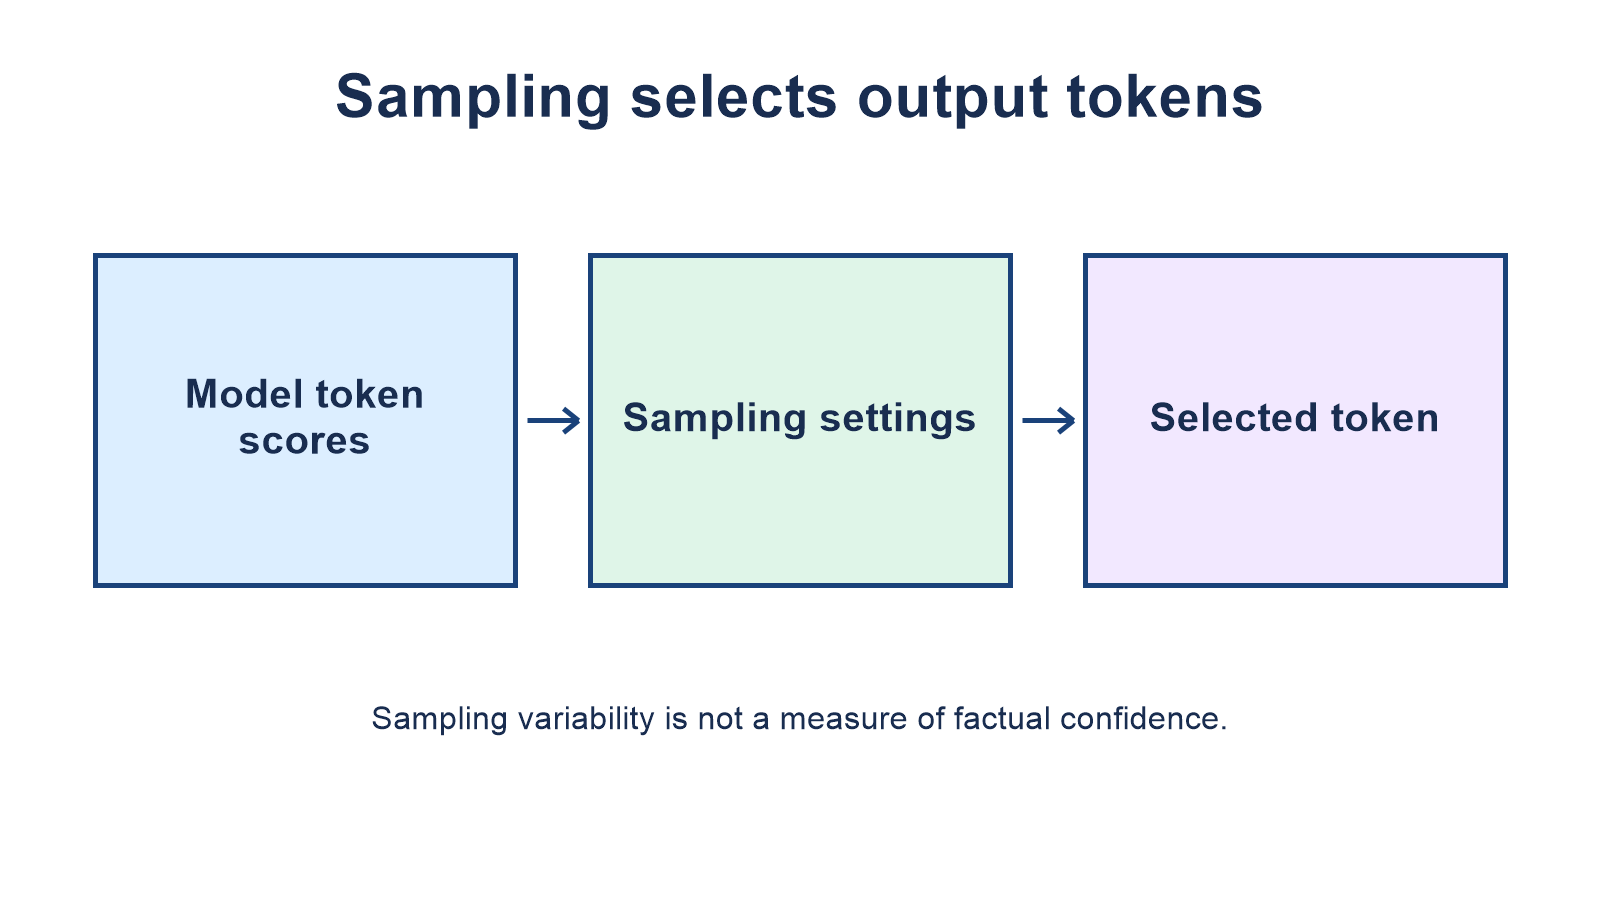 Sampling selects output tokens
Model token
scores
Sampling settings
Selected token
Sampling variability is not a measure of factual confidence.